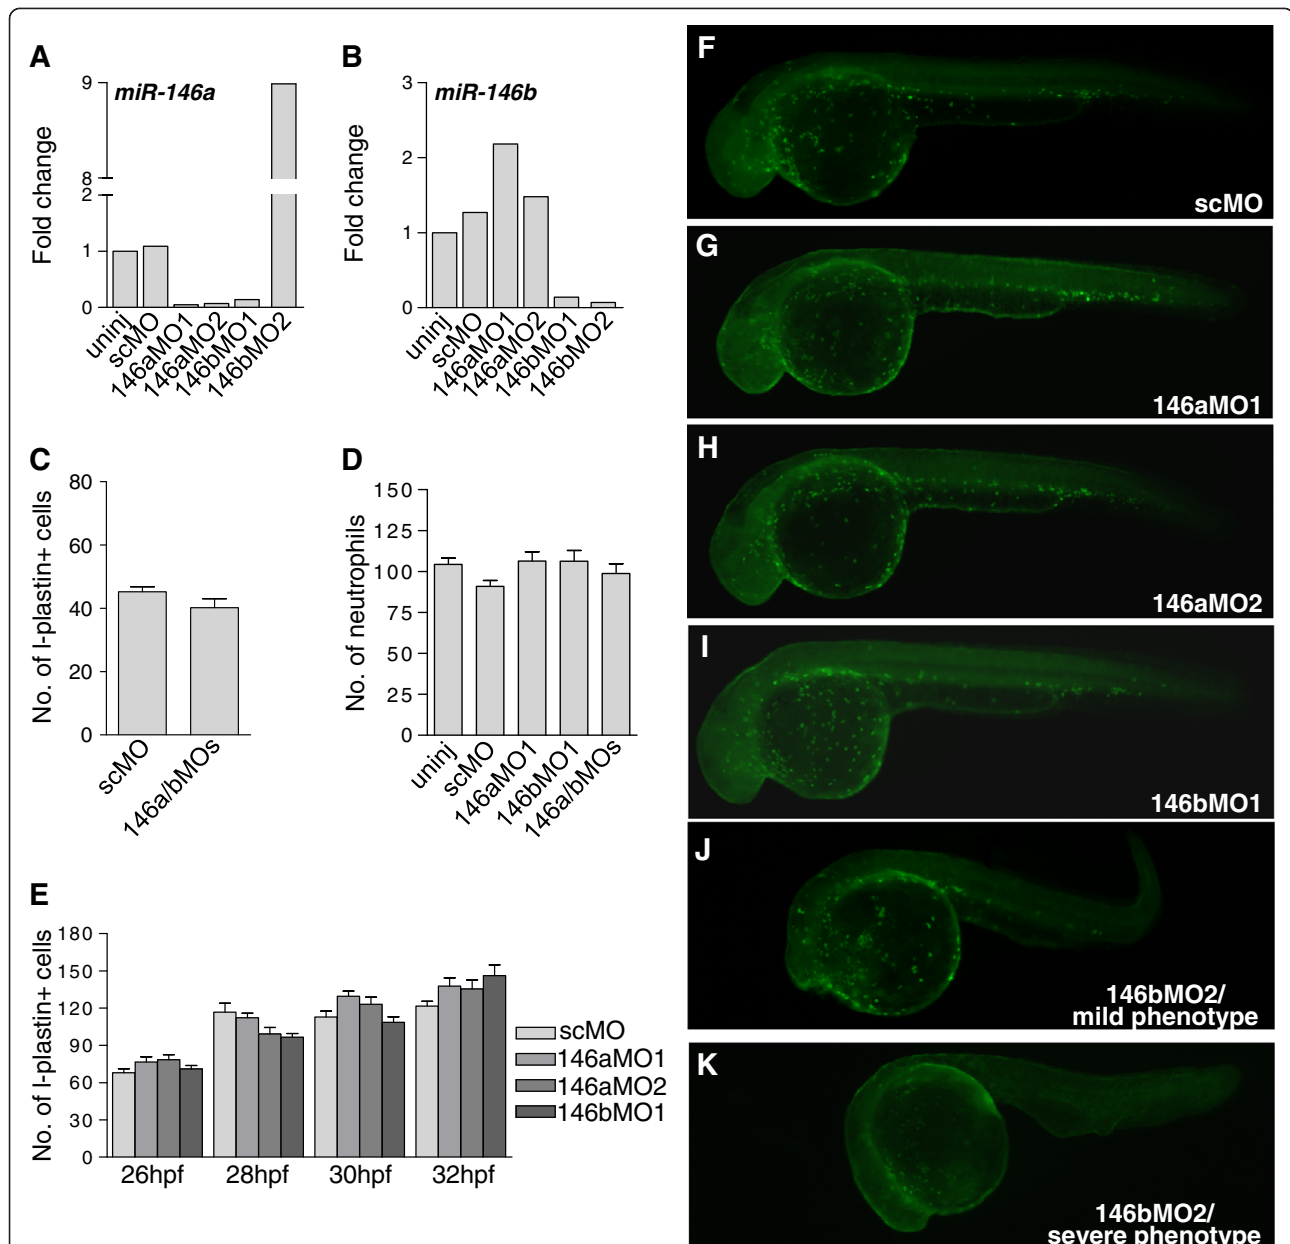 A
miR-146a
Fold change
9
8
2
1
0
uninj
scMO
146aMO1
146aMO2
146bMO1
146bMO2
B
miR-146b
Fold change
3
2
1
0
uninj
scMO
146aMO1
146aMO2
146bMO1
146bMO2
C
No. of l-plastin+ cells
80
60
40
20
0
scMO
146a/bMOs
D
No. of neutrophils
150
125
100
75
50
25
0
uninj
scMO
146aMO1
146bMO1
146a/bMOs
E
No. of l-plastin+ cells
180
150
120
90
60
30
0
26hpf
28hpf
30hpf
32hpf
scMO
146aMO1
146aMO2
146bMO1
F
scMO
G
146aMO1
H
146aMO2
I
146bMO1
J
146bMO2/
mild phenotype
K
146bMO2/
severe phenotype